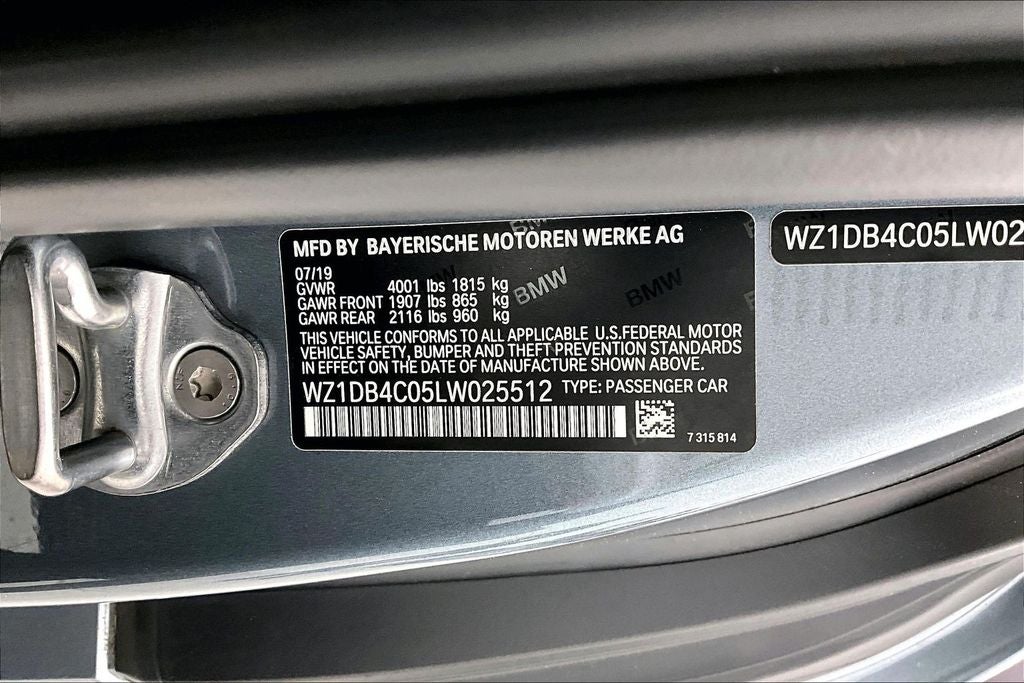 MFD BY BAYERISCHE MOTOREN WERKE AG
07/19
GVWR 4001 lbs 1815 kg
GAWR FRONT 1907 lbs 865 kg
GAWR REAR 2116 lbs 960 kg
THIS VEHICLE CONFORMS TO ALL APPLICABLE U.S.FEDERAL MOTOR
VEHICLE SAFETY, BUMPER AND THEFT PREVENTION STANDARDS
IN EFFECT ON THE DATE OF MANUFACTURE SHOWN ABOVE.
WZ1DB4C05LW025512 TYPE: PASSENGER CAR
7 315 814
WZ1DB4C05LW02
BMW
BMW
BMW